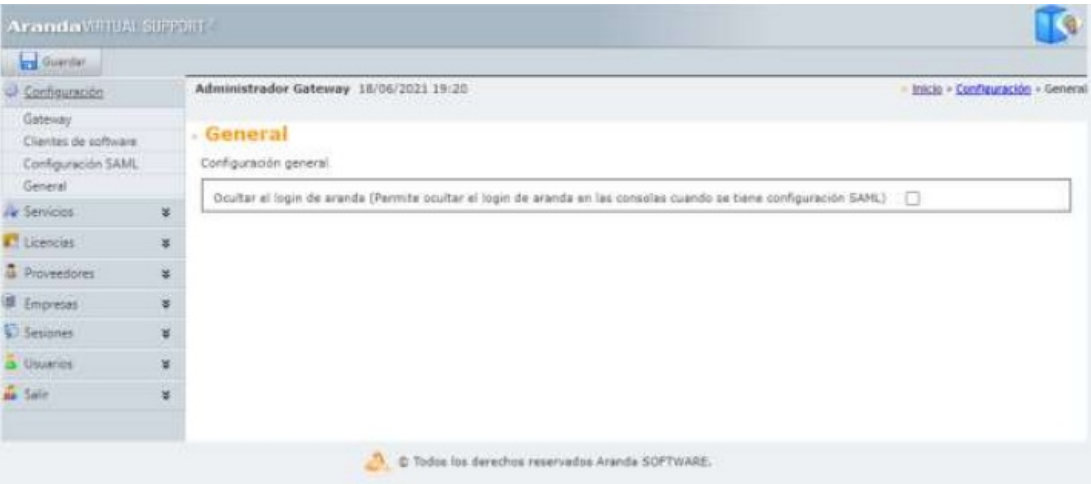 Aranda VIRTUAL SUPPORT
Guardar
Configuración
Gateway
Clientes de software
Configuración SAML
General
Servicios
Licencias
Proveedores
Empresas
Sesiones
Usuarios
Salir
Administrador Gateway 18/06/2021 19:20
Inicio » Configuración » General
General
Configuración general.
Ocultar el login de aranda (Permite ocultar el login de aranda en las consolas cuando se tiene configuración SAML)
© Todos los derechos reservados Aranda SOFTWARE.